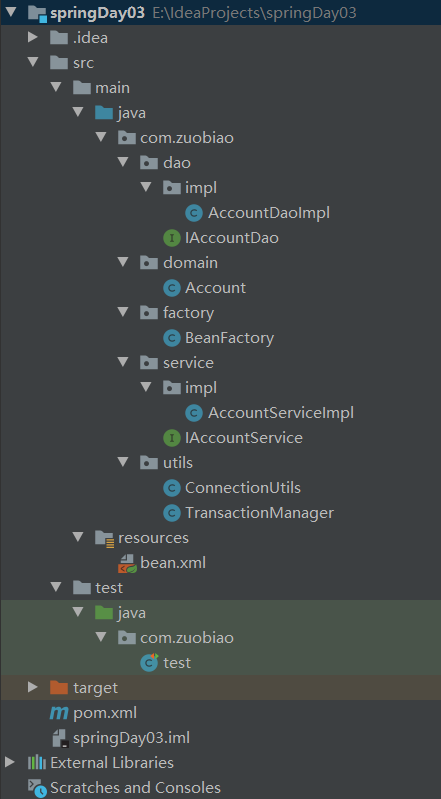 springDay03 E:\IdeaProjects\springDay03
.idea
src
main
java
com.zuobiao
dao
impl
AccountDaoImpl
IAccountDao
domain
Account
factory
BeanFactory
service
impl
AccountServiceImpl
IAccountService
utils
ConnectionUtils
TransactionManager
resources
bean.xml
test
java
com.zuobiao
test
target
pom.xml
springDay03.iml
External Libraries
Scratches and Consoles